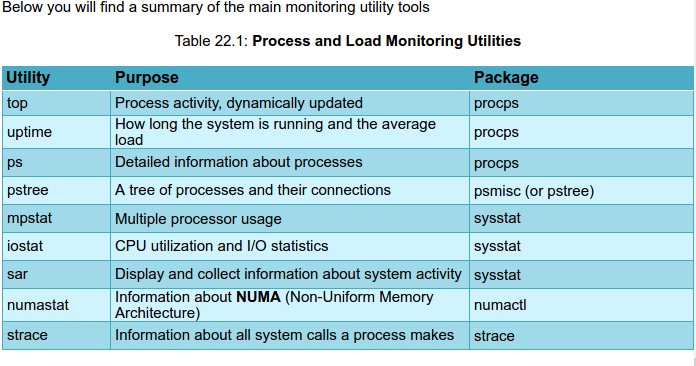 Below you will find a summary of the main monitoring utility tools
Table 22.1: Process and Load Monitoring Utilities
Utility Purpose Package
top Process activity, dynamically updated procps
uptime How long the system is running and the average load procps
ps Detailed information about processes procps
pstree A tree of processes and their connections psmisc (or pstree)
mpstat Multiple processor usage sysstat
iostat CPU utilization and I/O statistics sysstat
sar Display and collect information about system activity sysstat
numastat Information about NUMA (Non-Uniform Memory Architecture) numactl
strace Information about all system calls a process makes strace